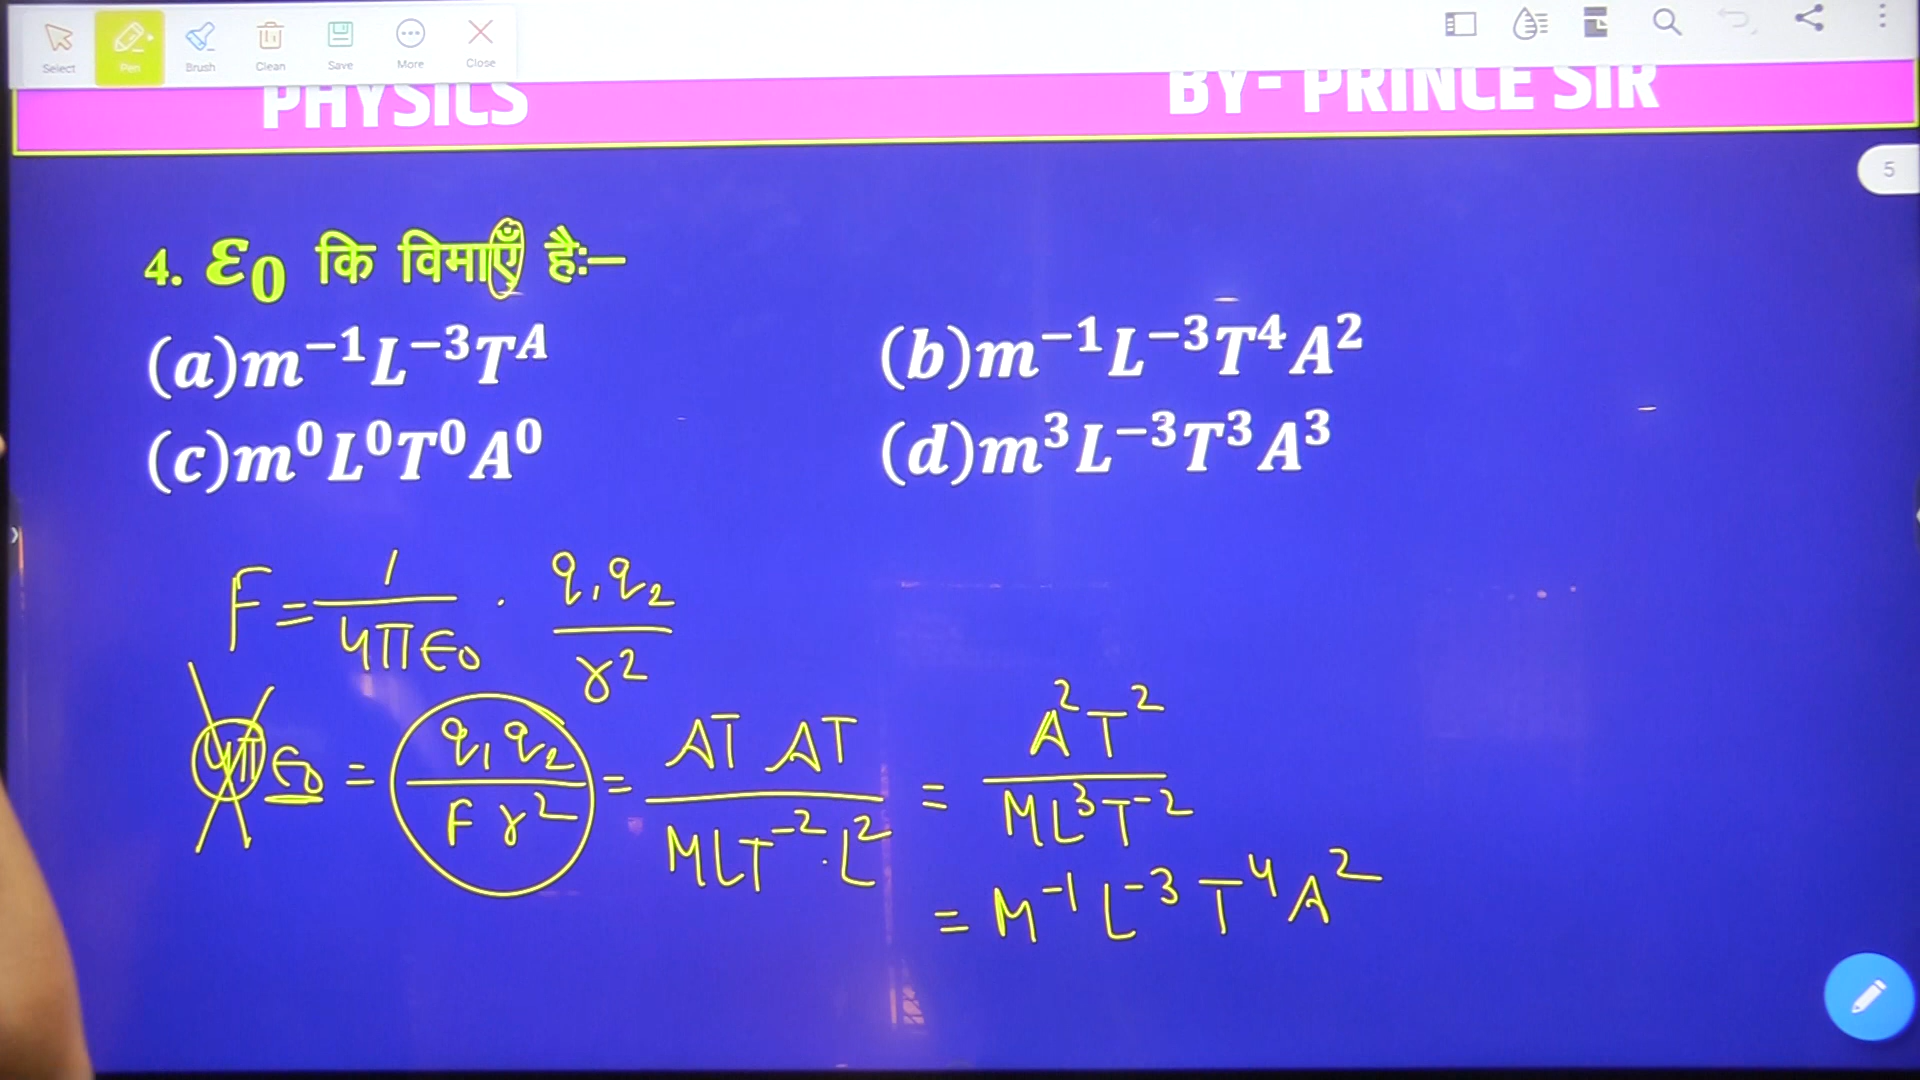 Select Pen Brush Clean Save More Close
PHYSICS BY- PRINCE SIR
5
4. ε₀ कि विमाएँ है:–
(a)m⁻¹L⁻³Tᴬ (b)m⁻¹L⁻³T⁴A²
(c)m⁰L⁰T⁰A⁰ (d)m³L⁻³T³A³
F = 1/4πε₀ · q₁q₂/r²
4πε₀ = q₁q₂/Fr² = AT AT/MLT⁻²·L² = A²T²/ML³T⁻²
= M⁻¹L⁻³T⁴A²